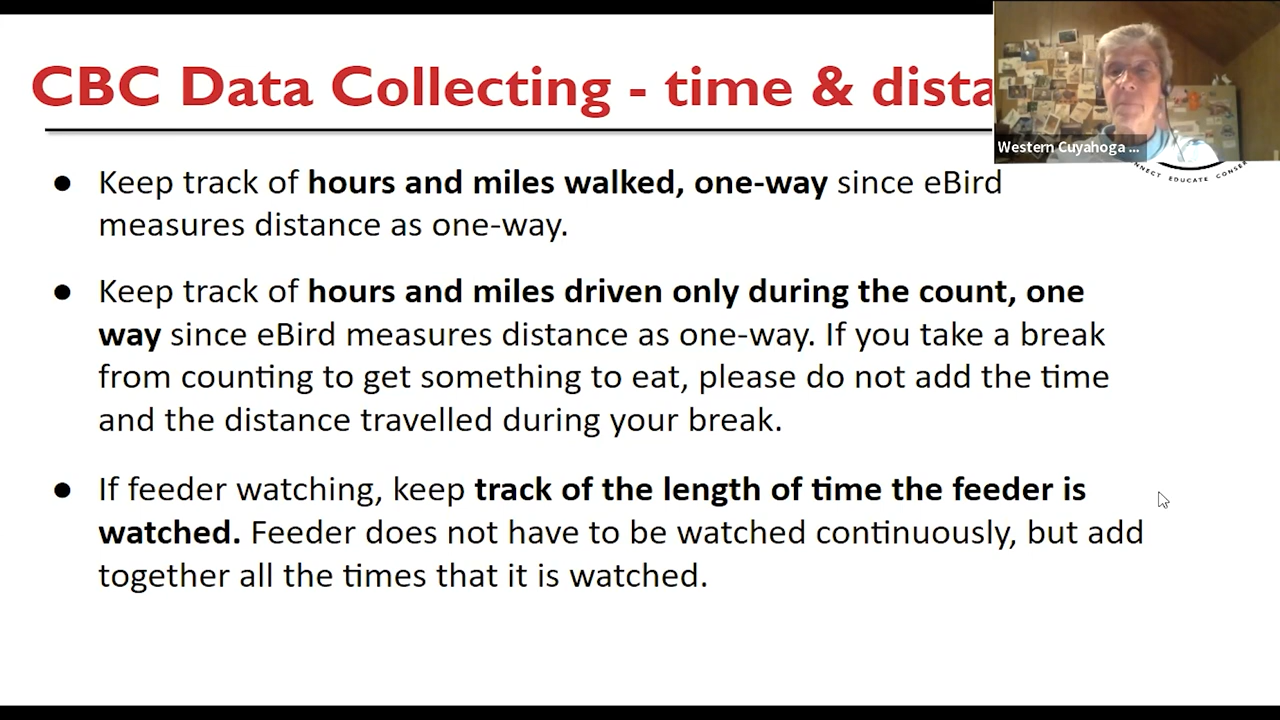 CBC Data Collecting - time & dista
Western Cuyahoga ...
NNECT EDUCATE CONSER
● Keep track of hours and miles walked, one-way since eBird
measures distance as one-way.
● Keep track of hours and miles driven only during the count, one
way since eBird measures distance as one-way. If you take a break
from counting to get something to eat, please do not add the time
and the distance travelled during your break.
● If feeder watching, keep track of the length of time the feeder is
watched. Feeder does not have to be watched continuously, but add
together all the times that it is watched.